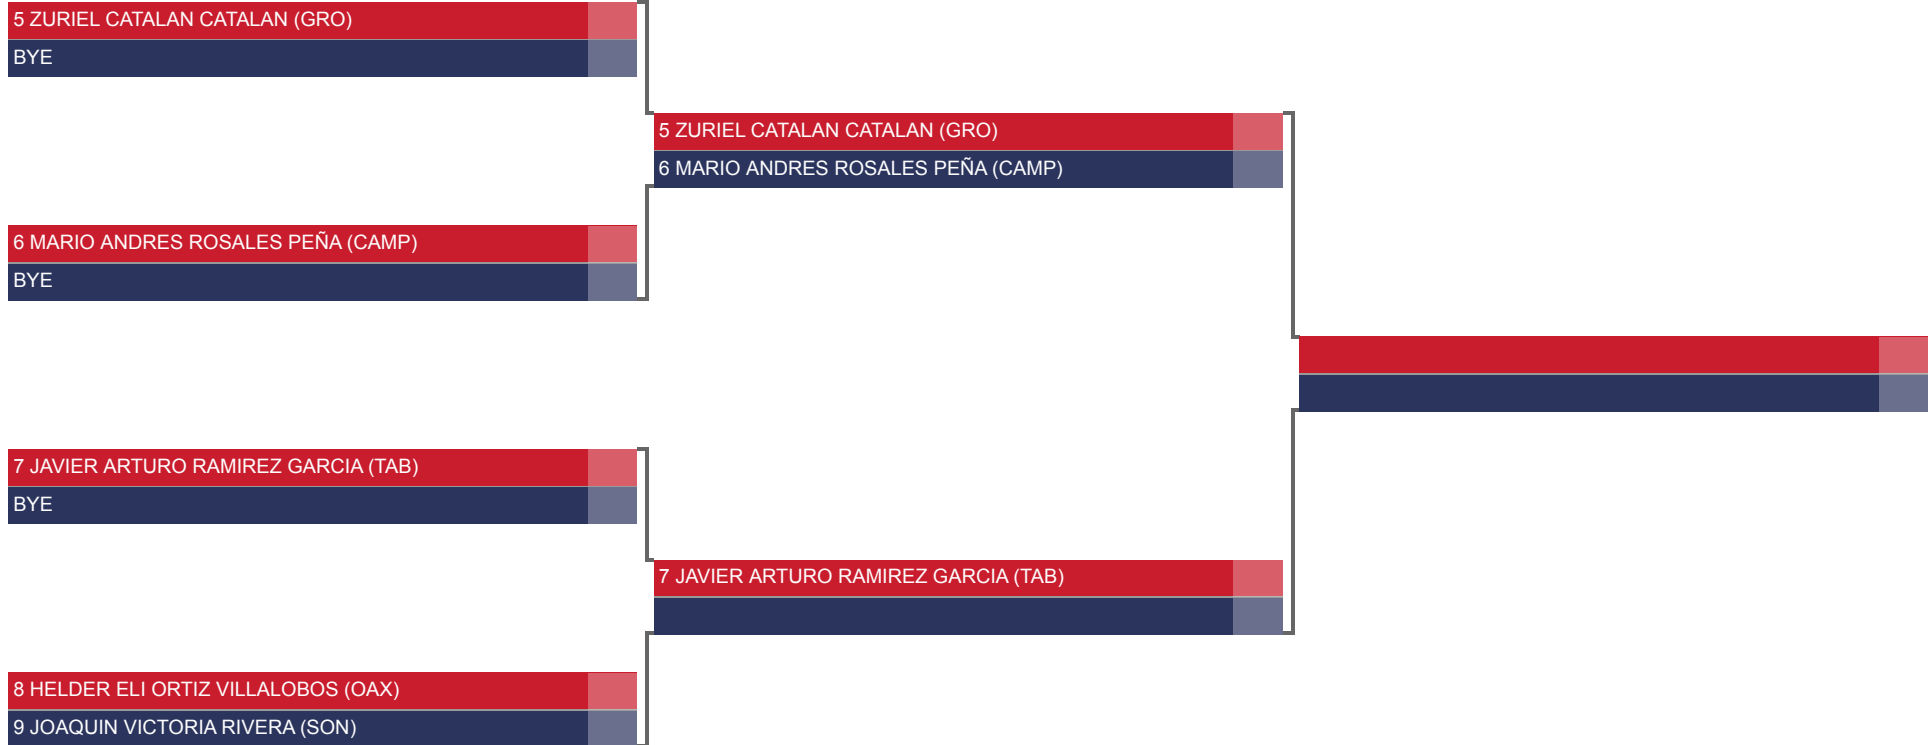 5 ZURIEL CATALAN CATALAN (GRO)
BYE
5 ZURIEL CATALAN CATALAN (GRO)
6 MARIO ANDRES ROSALES PEÑA (CAMP)
6 MARIO ANDRES ROSALES PEÑA (CAMP)
BYE
7 JAVIER ARTURO RAMIREZ GARCIA (TAB)
BYE
7 JAVIER ARTURO RAMIREZ GARCIA (TAB)
8 HELDER ELI ORTIZ VILLALOBOS (OAX)
9 JOAQUIN VICTORIA RIVERA (SON)